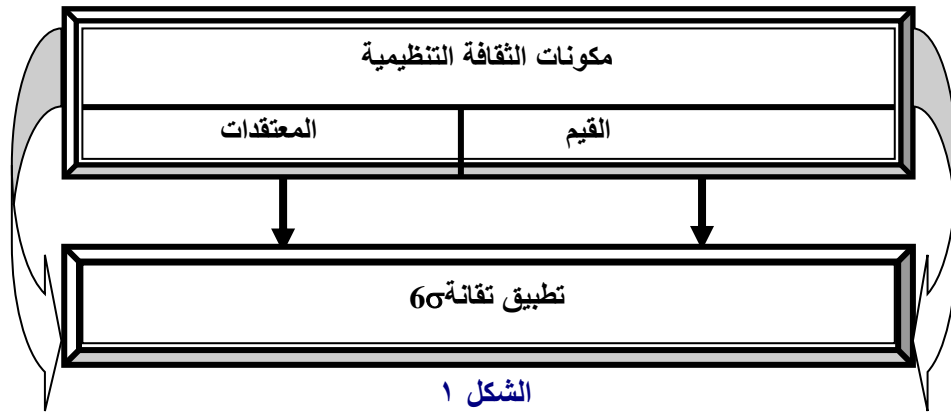 مكونات الثقافة التنظيمية
القيم
المعتقدات
تطبيق تقانة6σ
الشكل ١